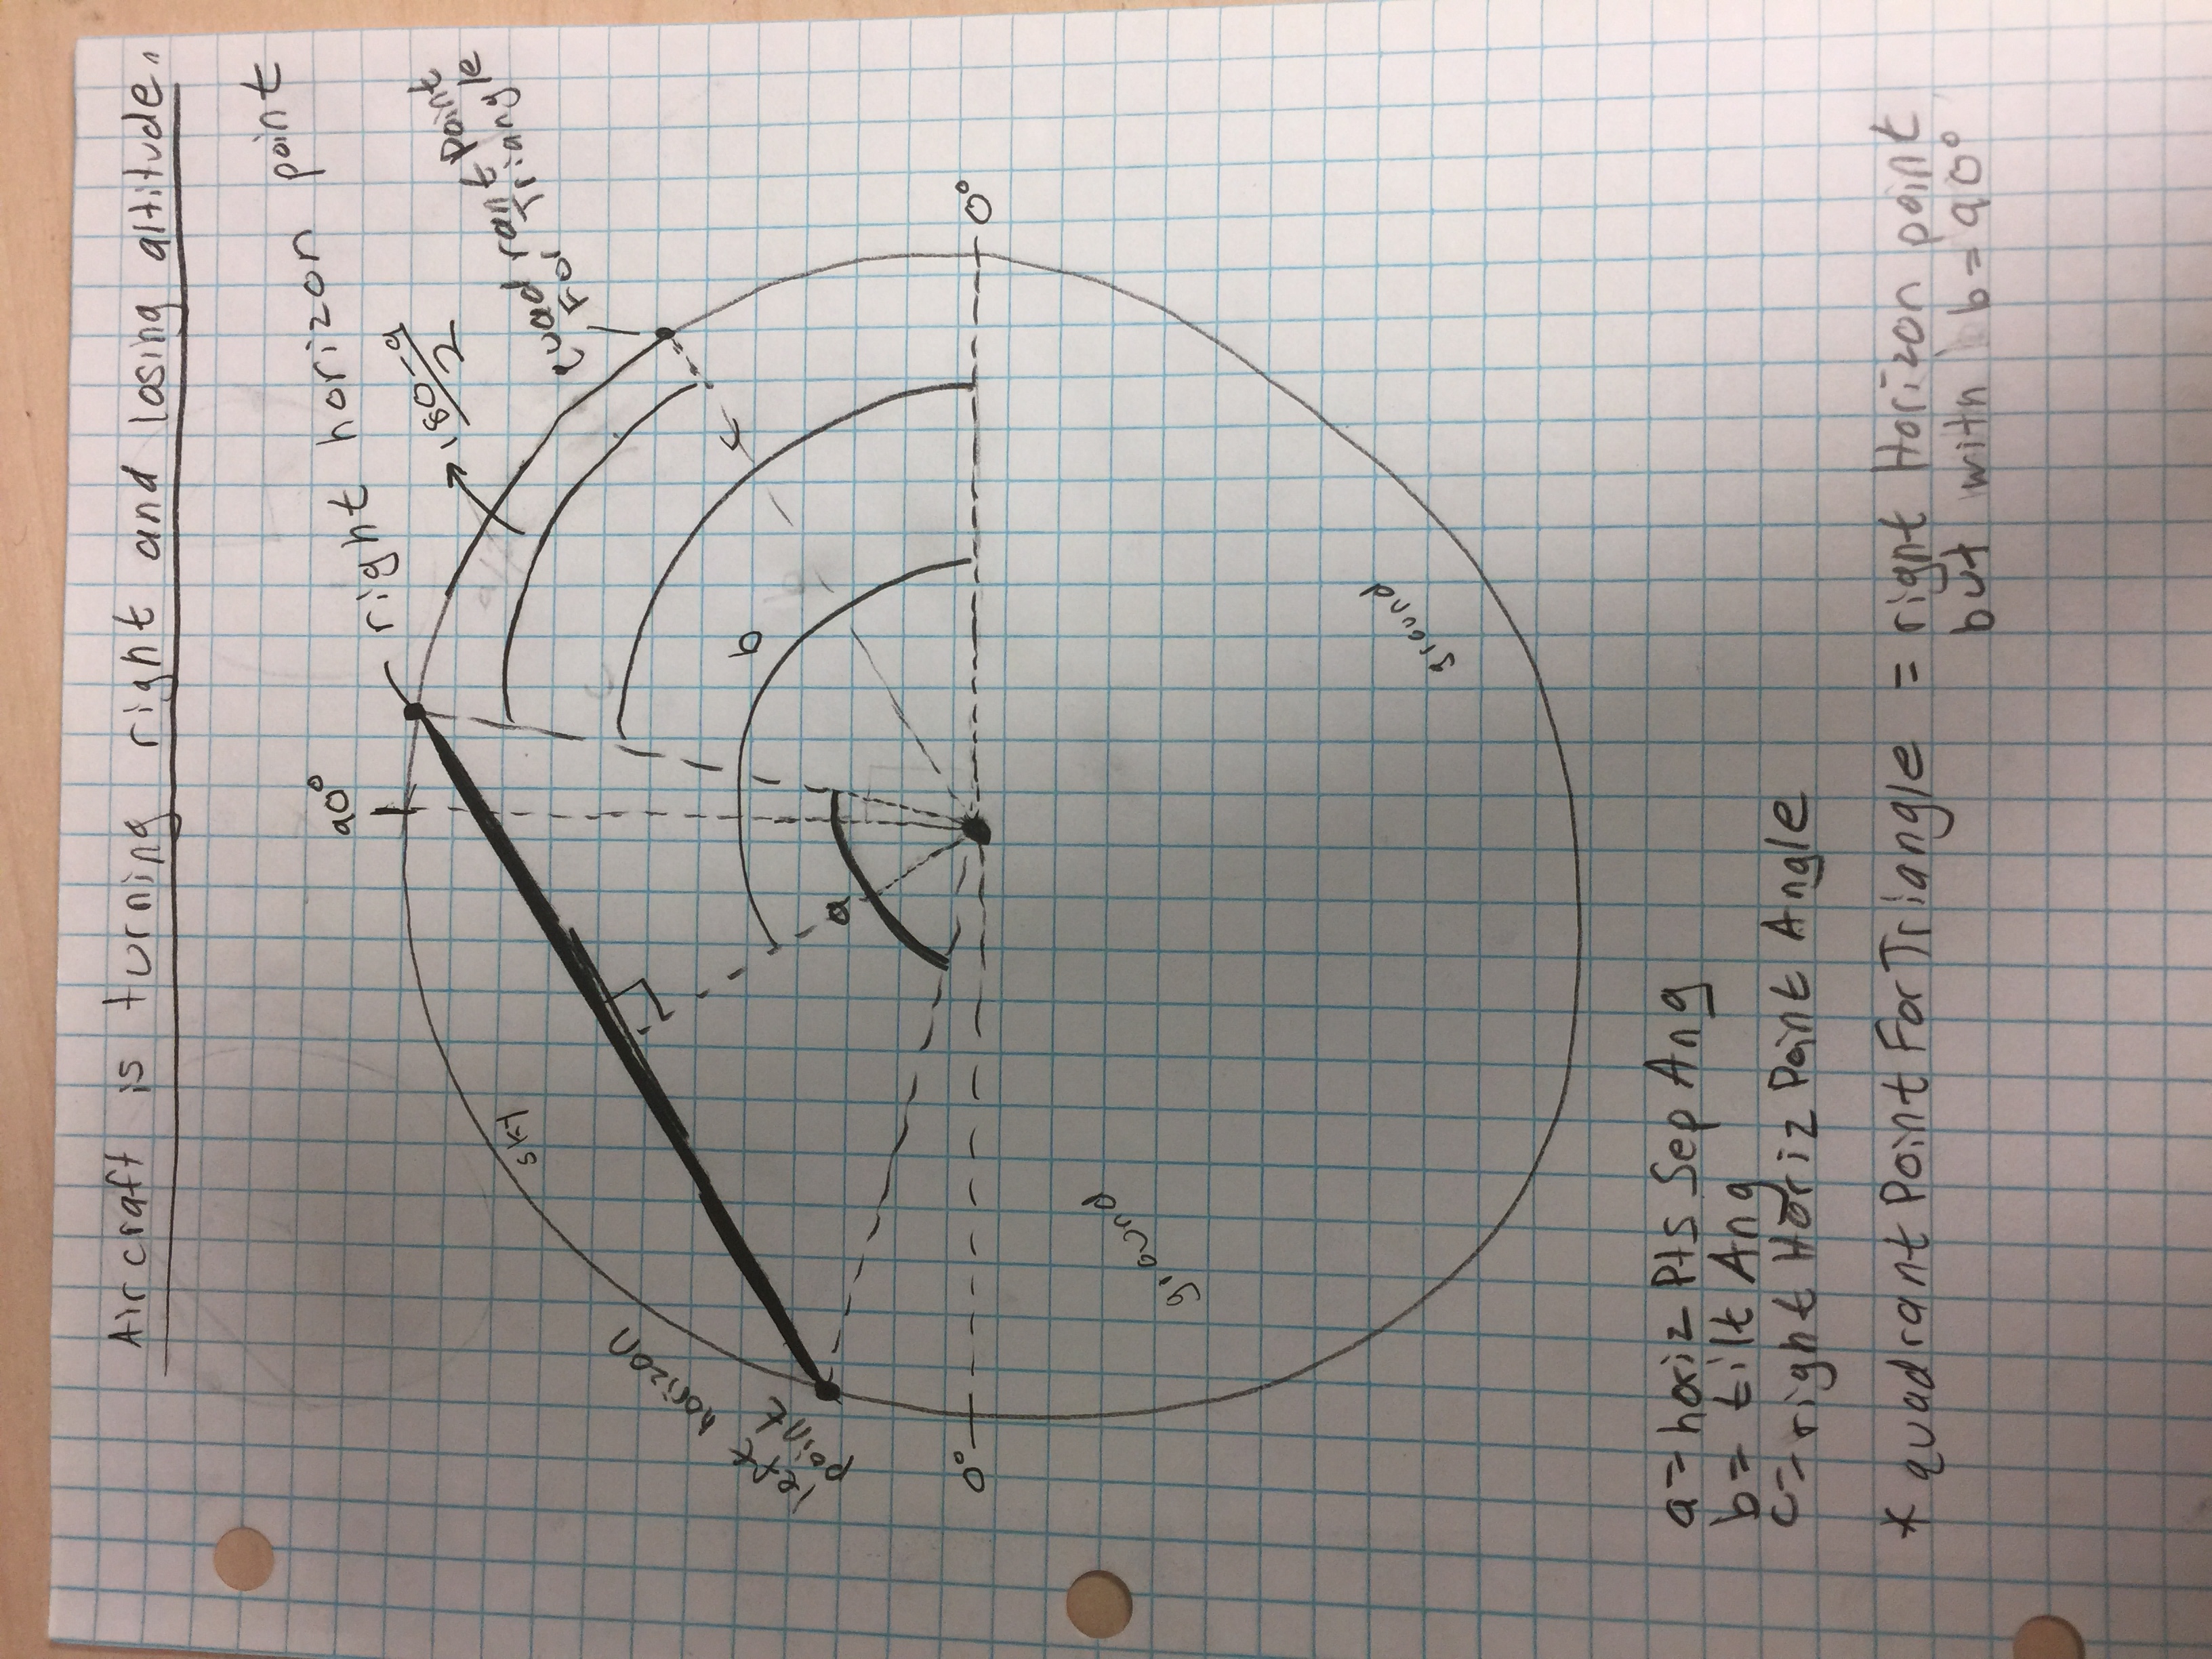 Aircraft is turning right and losing altitude.
90°
right horizon point
180-a
2
quadrant Point
For Triangle
sky
left horizon
point
c
b
a
0°
0°
ground
ground
a= horiz Pts Sep Ang
b= tilt Ang
c= right Horiz Point Angle
* quadrant Point For Triangle = right Horizon point
but with b = 90°